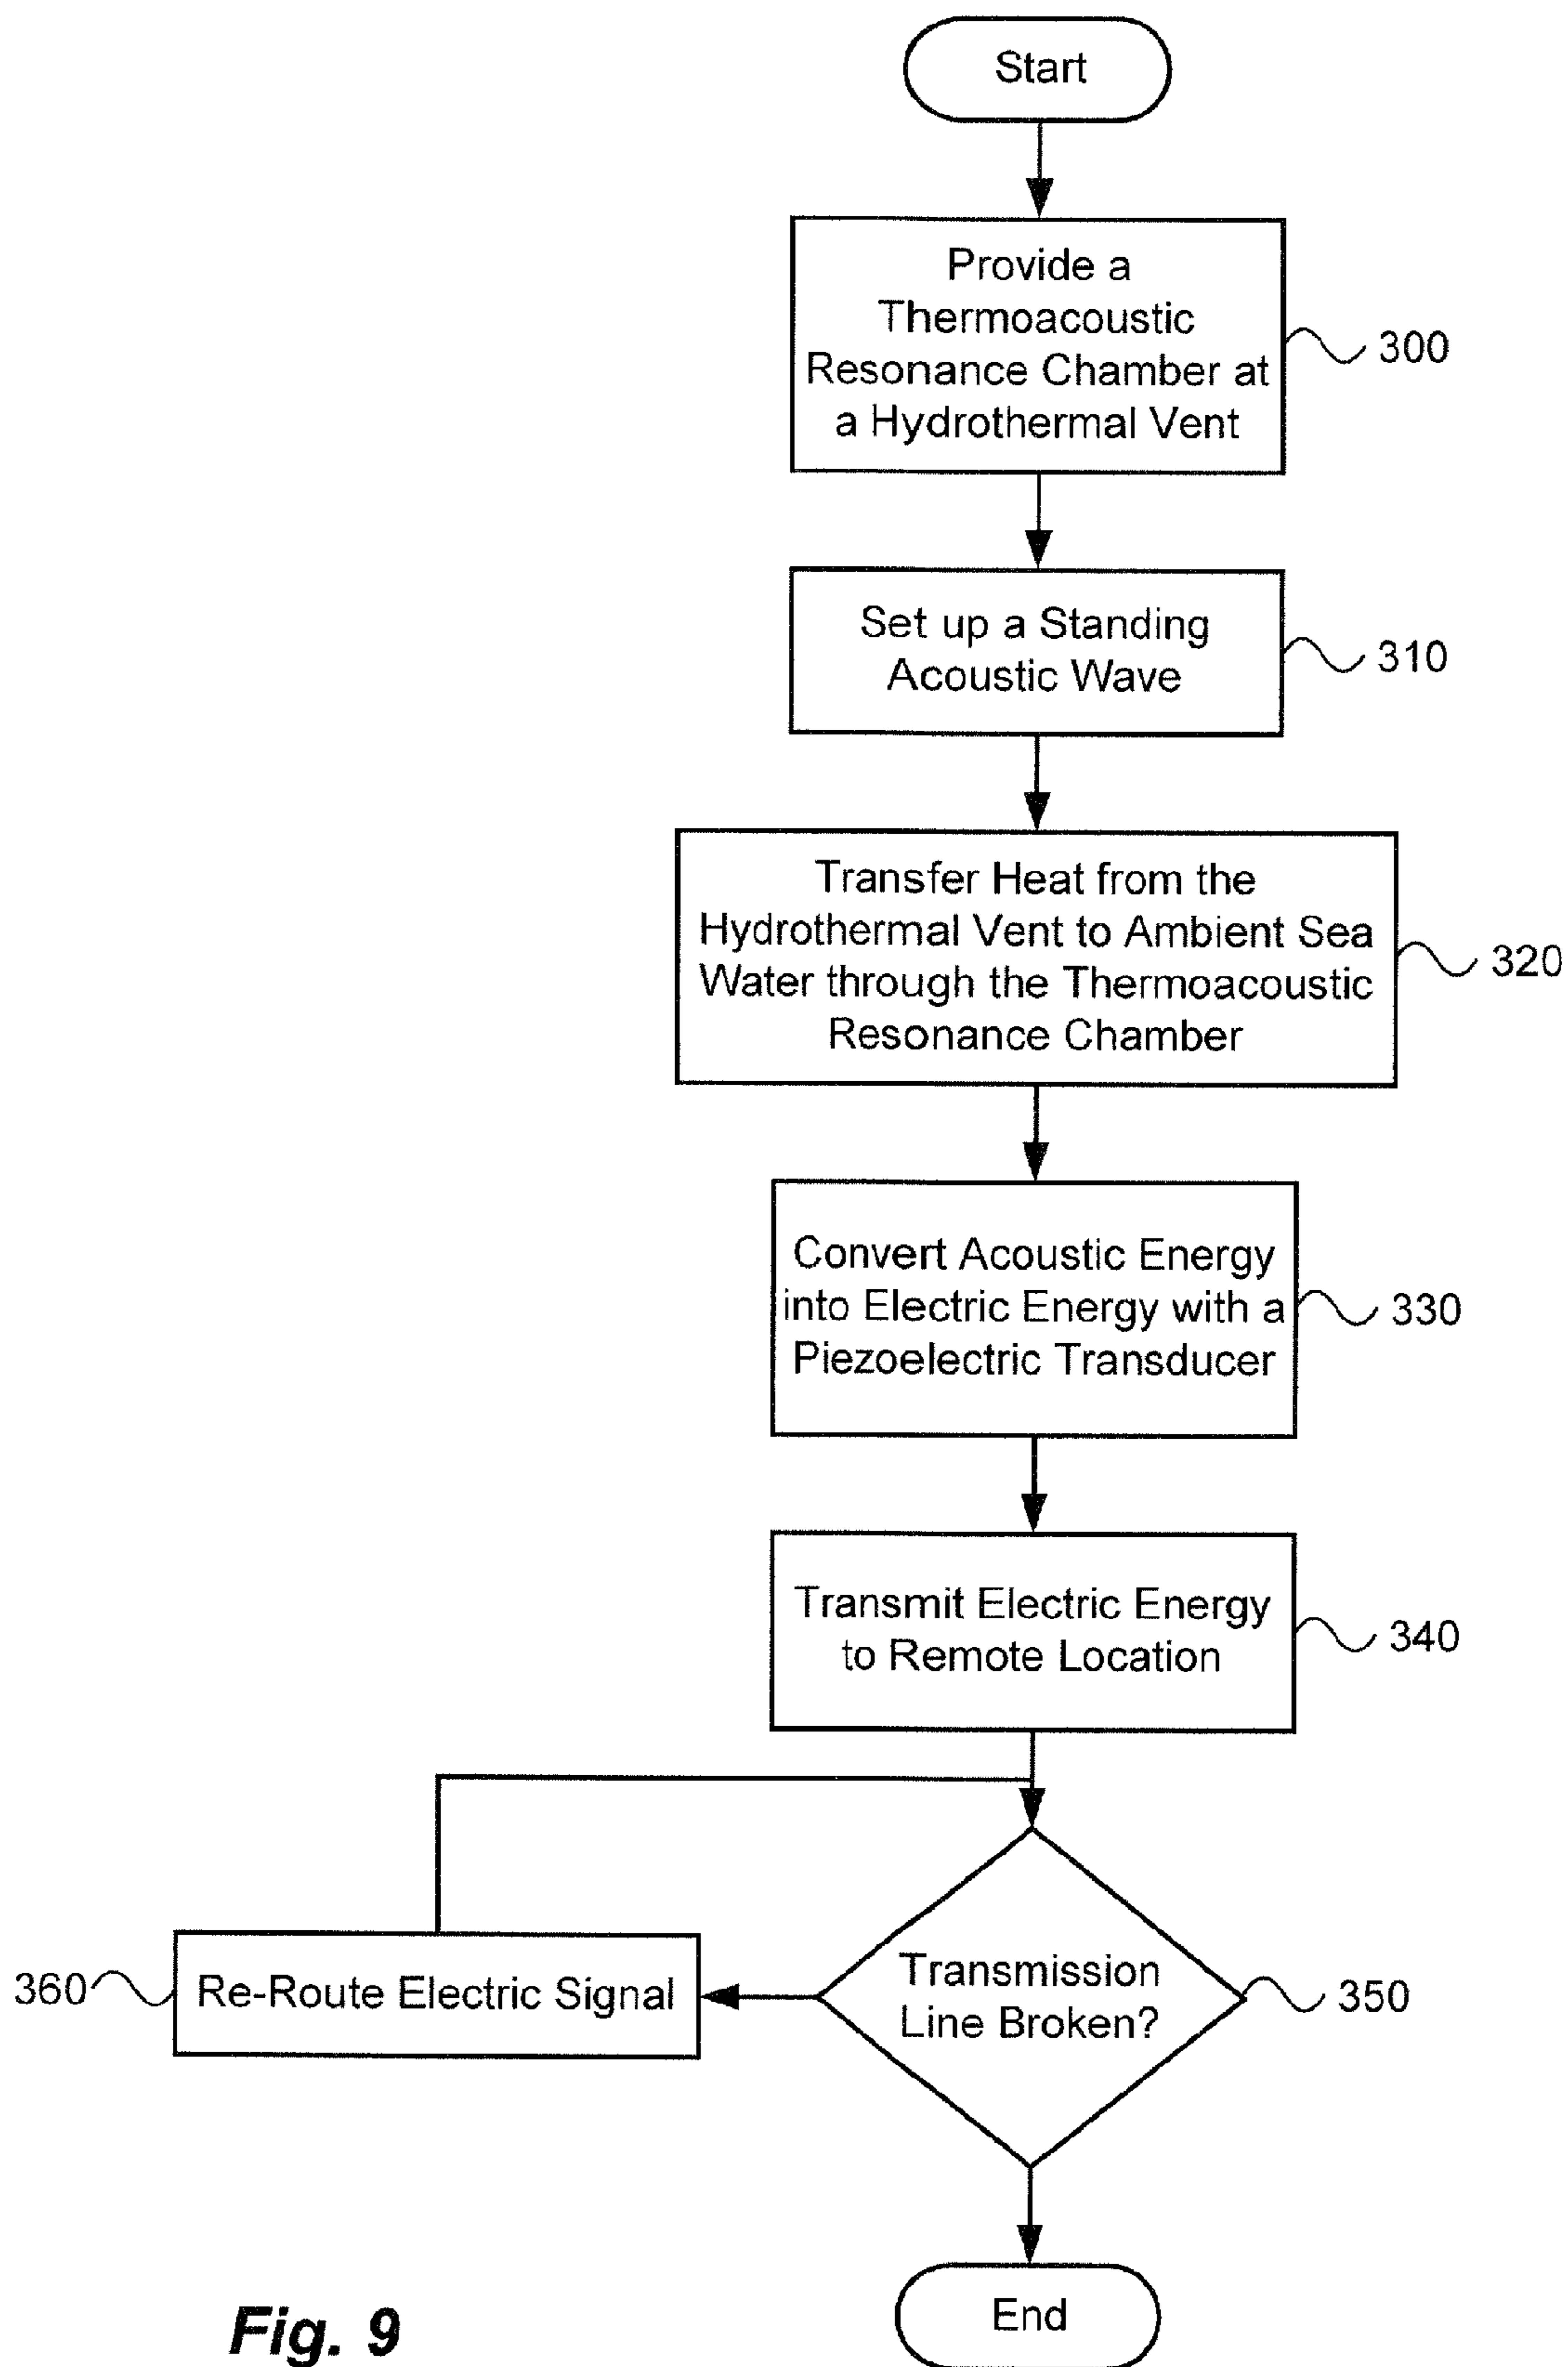 Start
Provide a
Thermoacoustic
Resonance Chamber at
a Hydrothermal Vent
300
Set up a Standing
Acoustic Wave
310
Transfer Heat from the
Hydrothermal Vent to Ambient Sea
Water through the Thermoacoustic
Resonance Chamber
320
Convert Acoustic Energy
into Electric Energy with a
Piezoelectric Transducer
330
Transmit Electric Energy
to Remote Location
340
Transmission
Line Broken?
350
360
Re-Route Electric Signal
End
Fig. 9